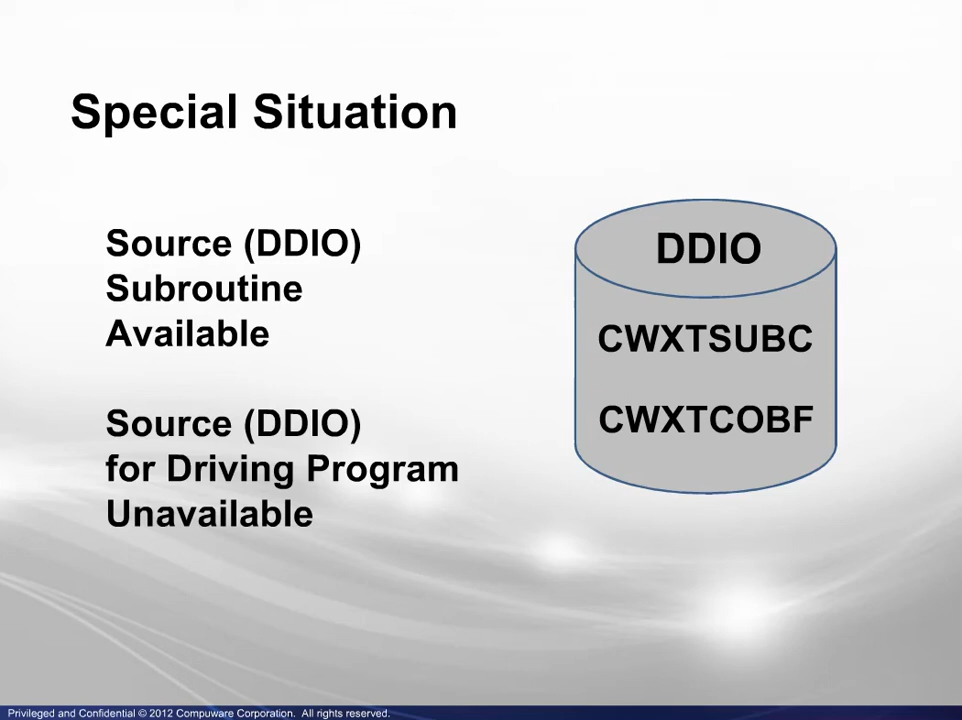 Special Situation
Source (DDIO)
Subroutine
Available
Source (DDIO)
for Driving Program
Unavailable
DDIO
CWXTSUBC
CWXTCOBF
Privileged and Confidential © 2012 Compuware Corporation. All rights reserved.